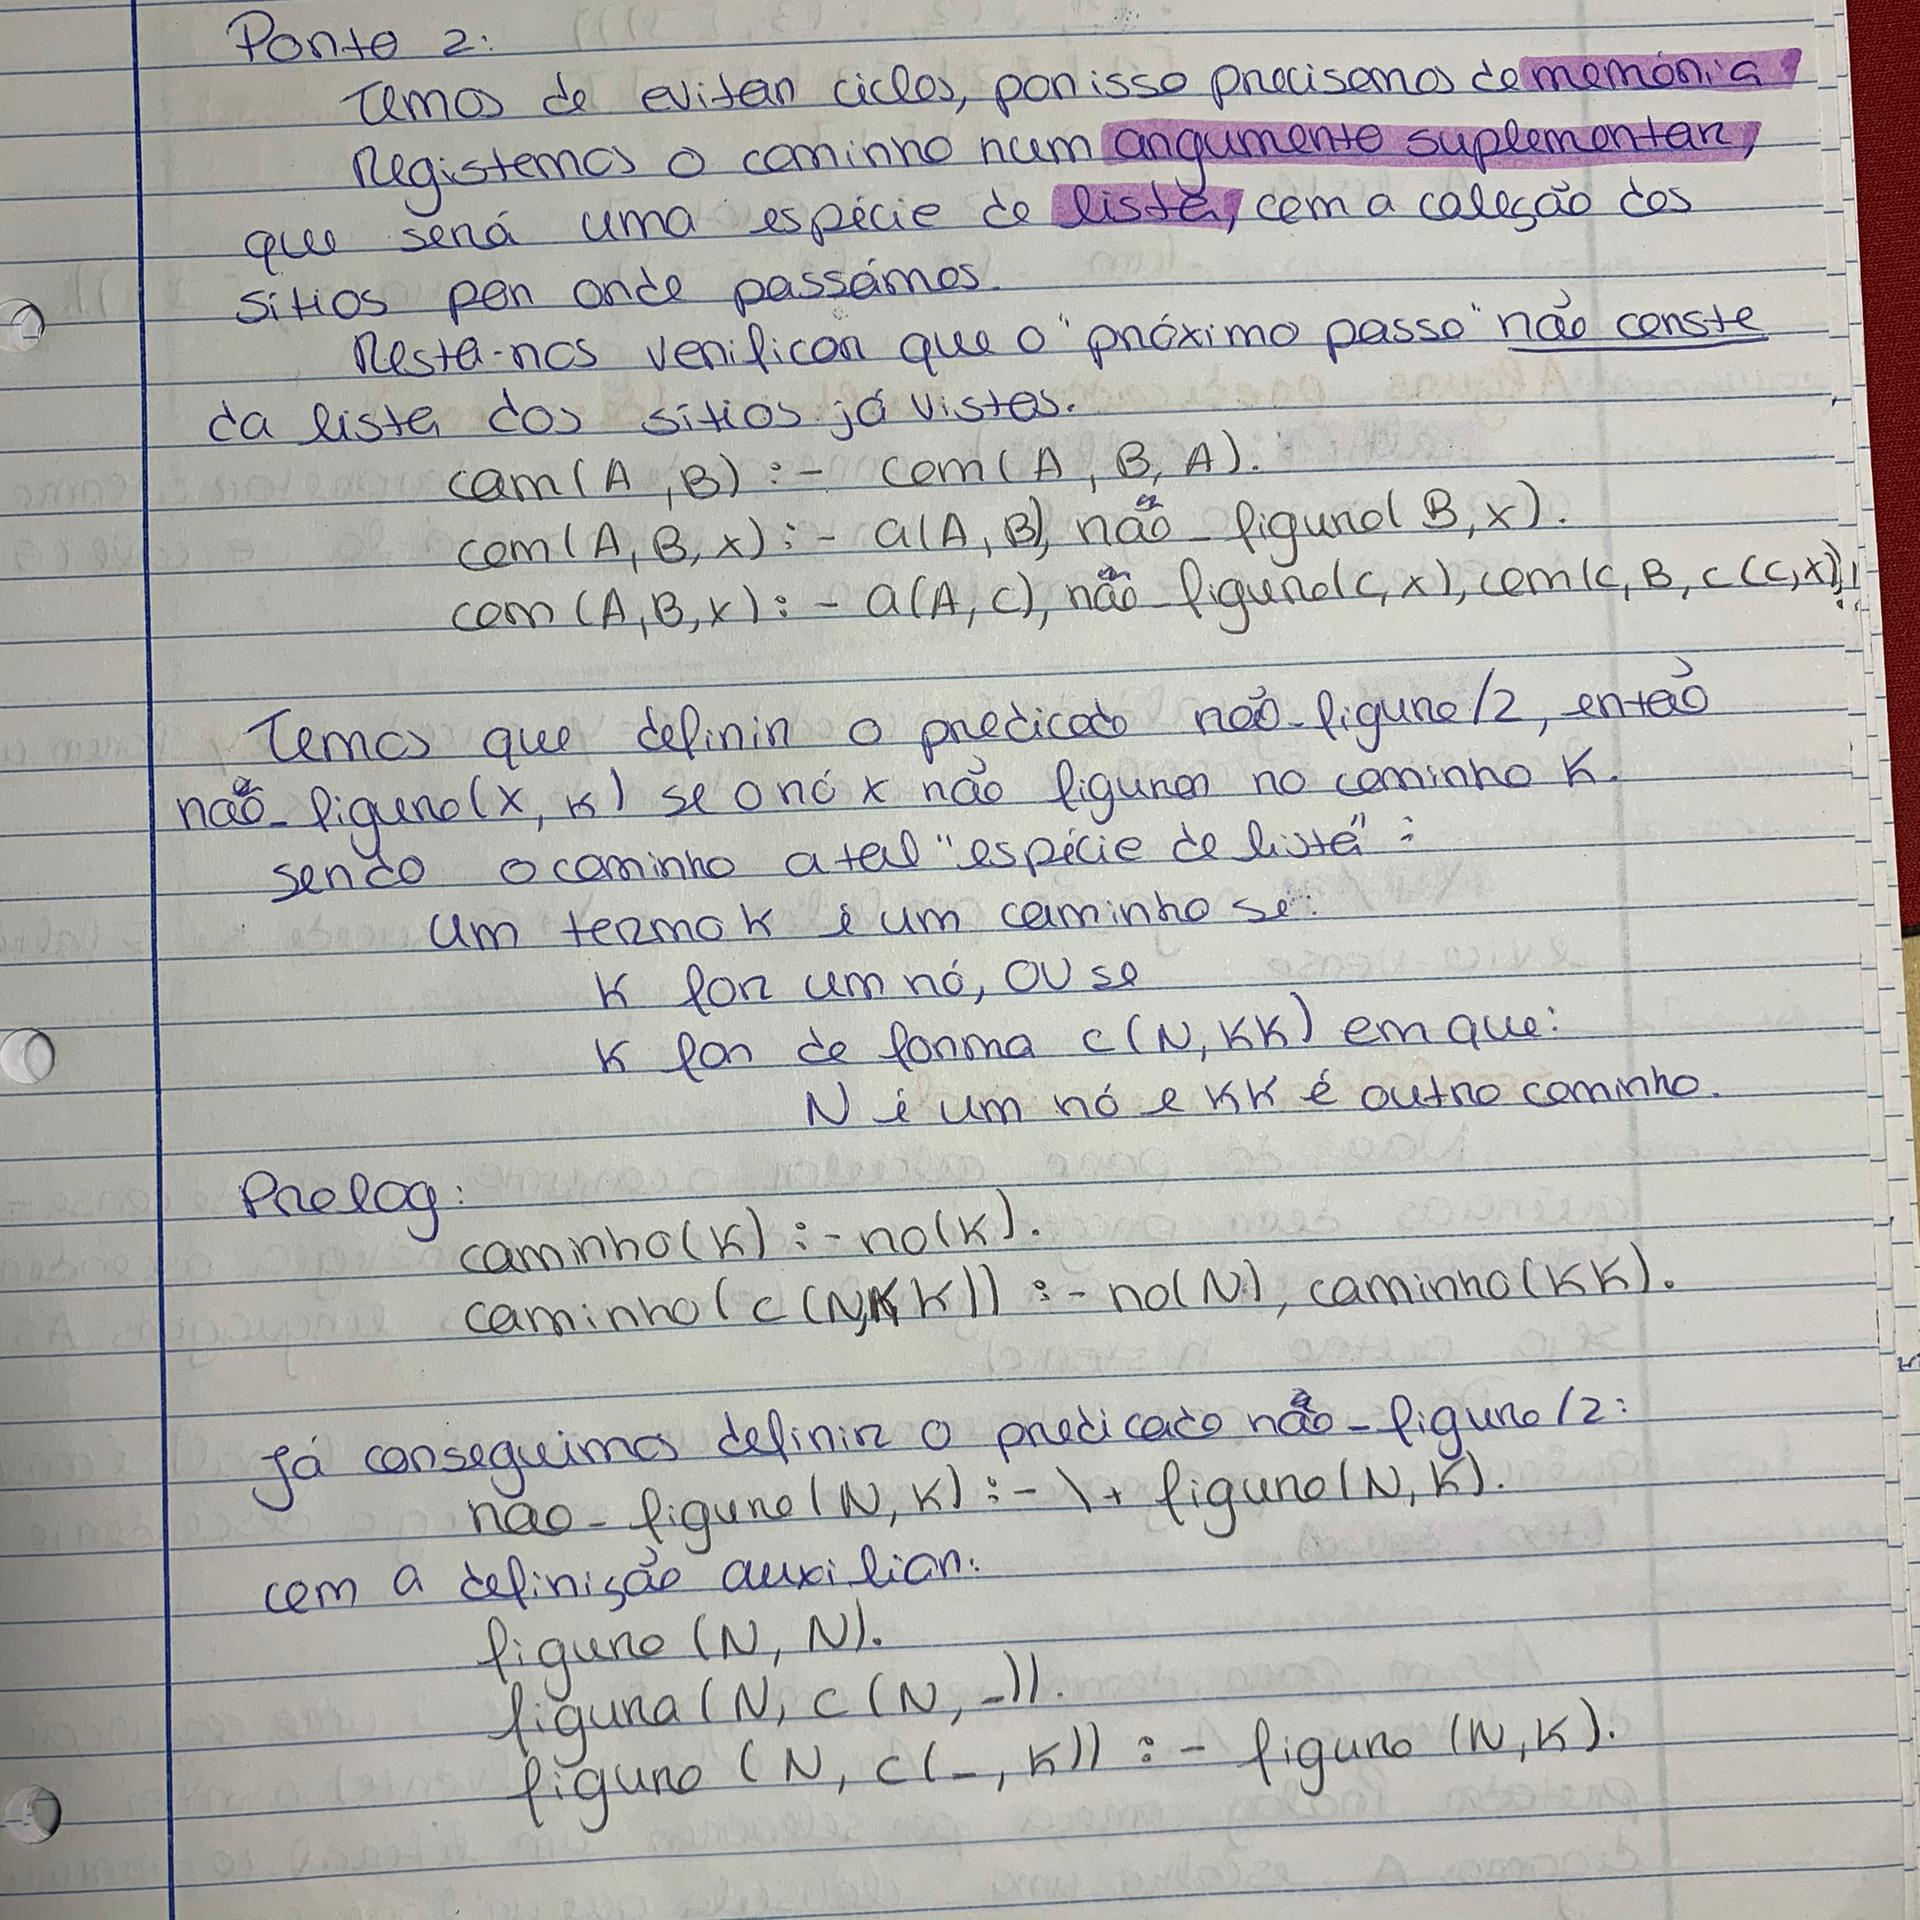 Ponto 2:
Temos de evitar ciclos, por isso precisamos de memória
Registemos o caminho num argumento suplementar,
que será uma espécie de lista, com a coleção dos
sítios por onde passámos.
Resta-nos verificar que o "próximo passo" não conste
da lista dos sítios já vistos.
cam(A,B) :- cam(A, B, A).
cam(A, B, X) :- a(A, B), não_figura(B, X).
cam(A,B,X) :- a(A, C), não_figura(C, X), cam(C, B, c(C,X)), !.
Temos que definir o predicado não_figura/2, então
não_figura(X, K) se o nó X não figurar no caminho K.
sendo o caminho a tal "espécie de lista":
Um termo K é um caminho se:
K for um nó, OU se
K for da forma c(N, KK) em que:
N é um nó e KK é outro caminho.
Prolog:
caminho(K) :- no(K).
caminho(c(N,KK)) :- no(N), caminho(KK).
Já conseguimos definir o predicado não_figura/2:
nao_figura(N, K) :- \+ figura(N, K).
com a definição auxiliar:
figura(N, N).
figura(N, c(N, _)).
figura(N, c(_, K)) :- figura(N, K).